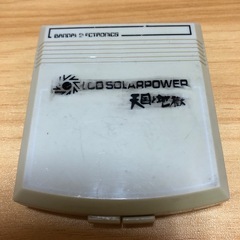 BANDAI ELECTRONICS
LCD SOLARPOWER
天国と地獄